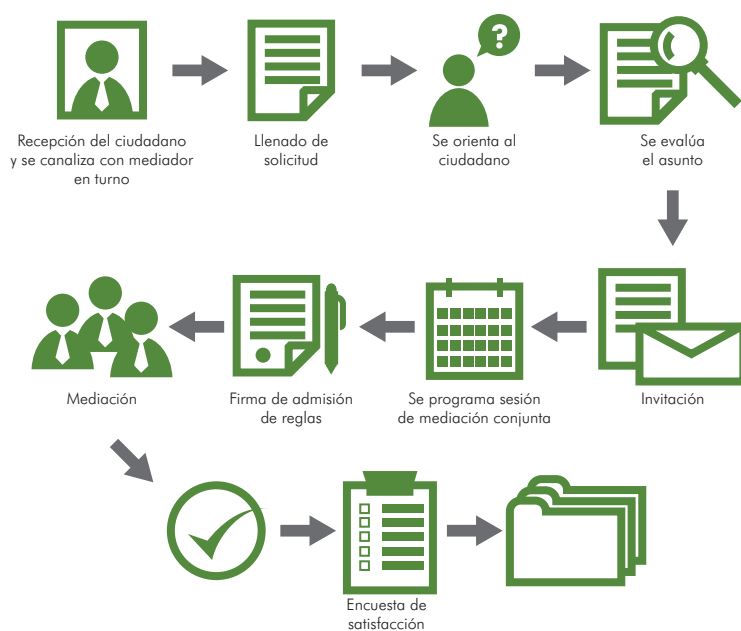 ?
Recepción del ciudadano
y se canaliza con mediador
en turno
Llenado de
solicitud
Se orienta al
ciudadano
Se evalúa
el asunto
Invitación
Se programa sesión
de mediación conjunta
Firma de admisión
de reglas
Mediación
Encuesta de
satisfacción